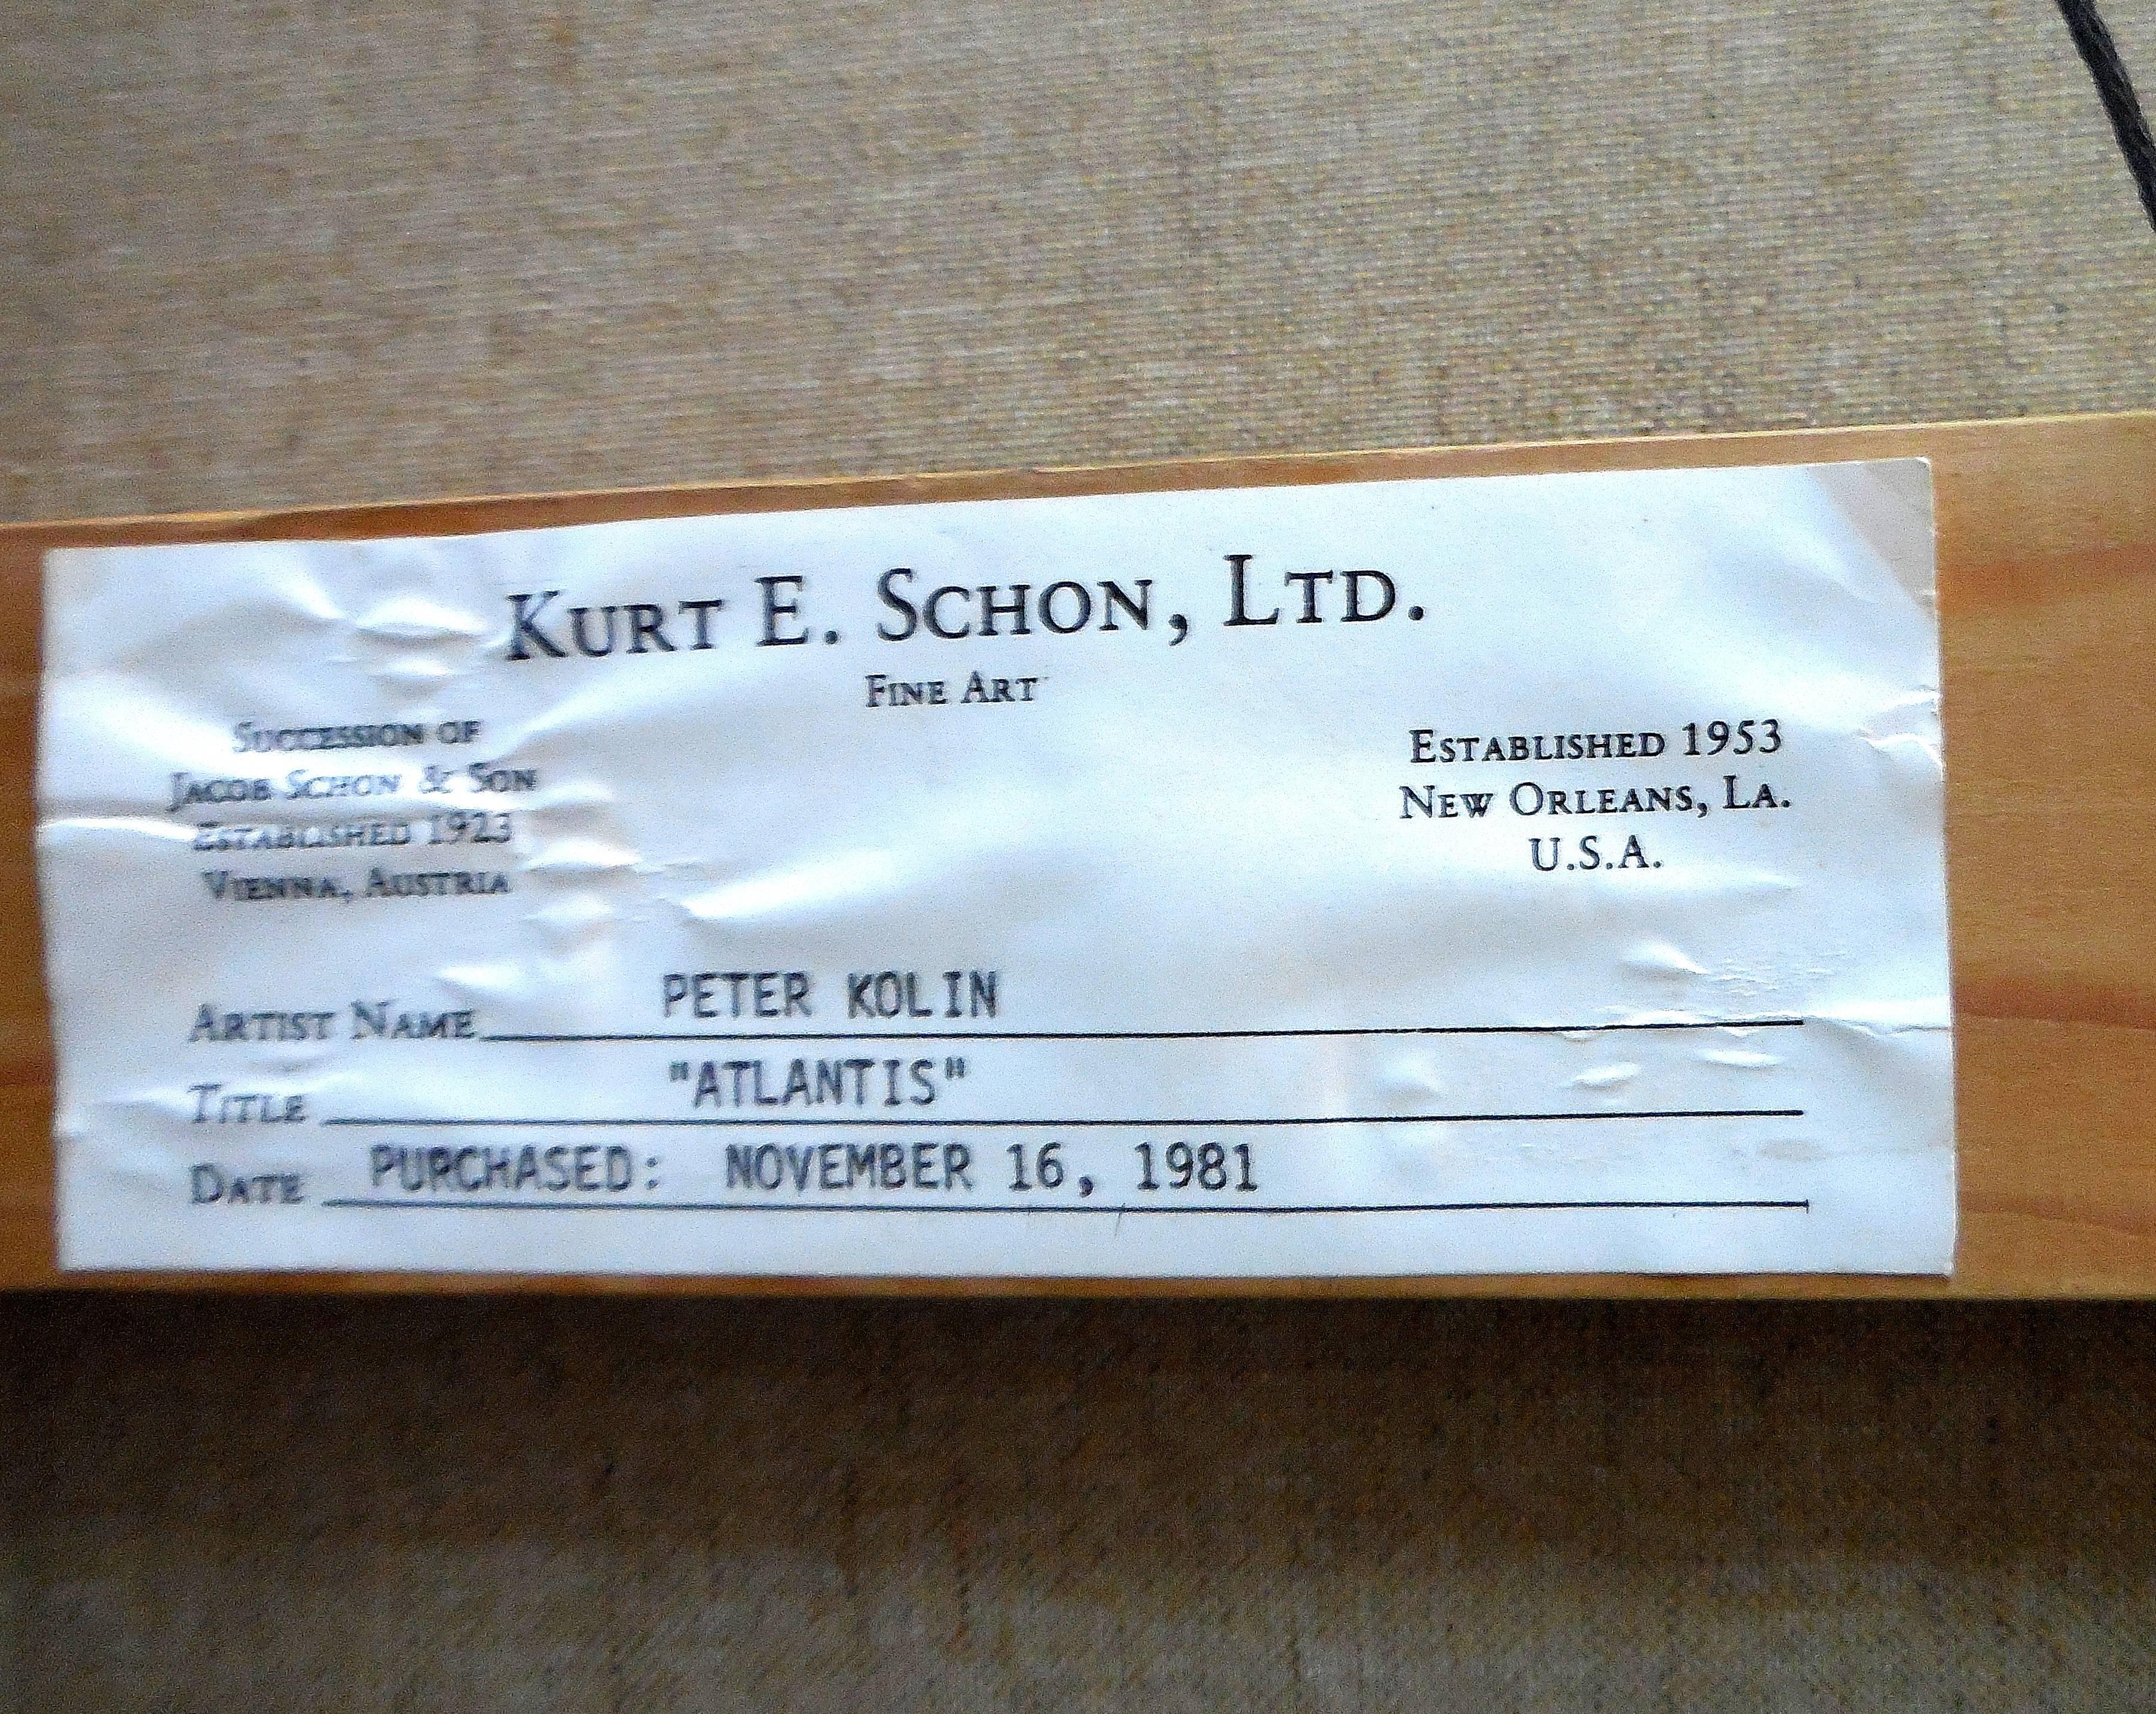 KURT E. SCHON, LTD.
FINE ART
SUCCESSION OF
JACOB SCHON & SON
ESTABLISHED 1923
VIENNA, AUSTRIA
ESTABLISHED 1953
NEW ORLEANS, LA.
U.S.A.
ARTIST NAME PETER KOLIN
TITLE "ATLANTIS"
DATE PURCHASED: NOVEMBER 16, 1981